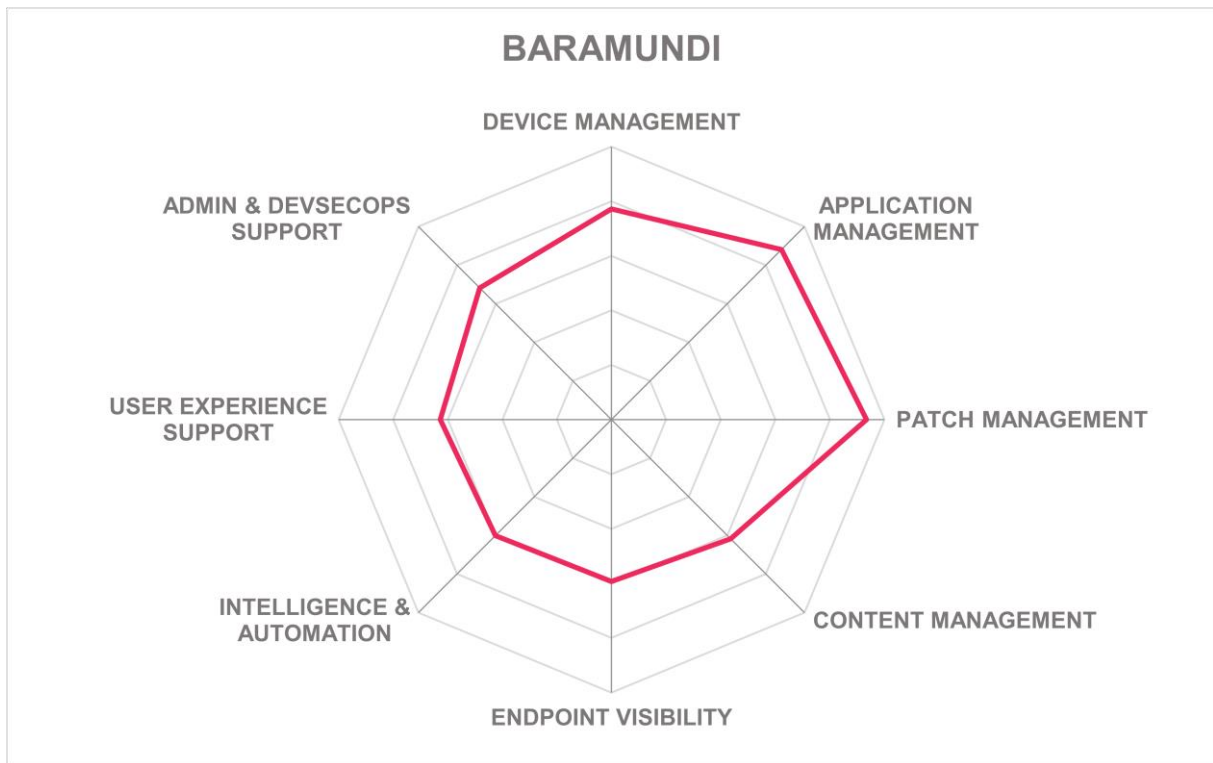 BARAMUNDI
DEVICE MANAGEMENT
ADMIN & DEVSECOPS
SUPPORT
APPLICATION
MANAGEMENT
USER EXPERIENCE
SUPPORT
PATCH MANAGEMENT
INTELLIGENCE &
AUTOMATION
CONTENT MANAGEMENT
ENDPOINT VISIBILITY